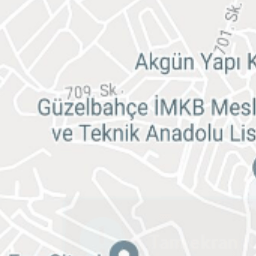 701. Sk.
Akgün Yapı K
709. Sk.
Güzelbahçe İMKB Mesl
ve Teknik Anadolu Lis